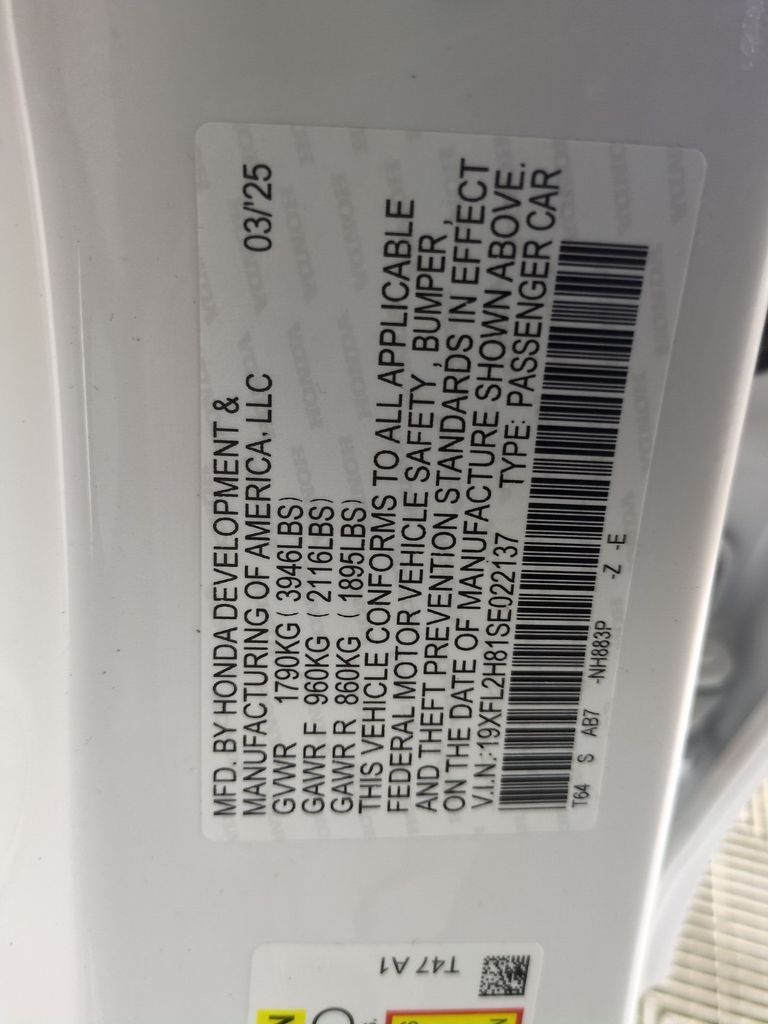 MFD. BY HONDA DEVELOPMENT &
MANUFACTURING OF AMERICA, LLC 03/'25
GVWR 1790KG ( 3946LBS)
GAWR F 960KG ( 2116LBS)
GAWR R 860KG ( 1895LBS)
THIS VEHICLE CONFORMS TO ALL APPLICABLE
FEDERAL MOTOR VEHICLE SAFETY , BUMPER ,
AND THEFT PREVENTION STANDARDS IN EFFECT
ON THE DATE OF MANUFACTURE SHOWN ABOVE.
V.I.N.:19XFL2H81SE022137 TYPE: PASSENGER CAR
T64 S AB7 -NH883P -Z -E
T47 A1